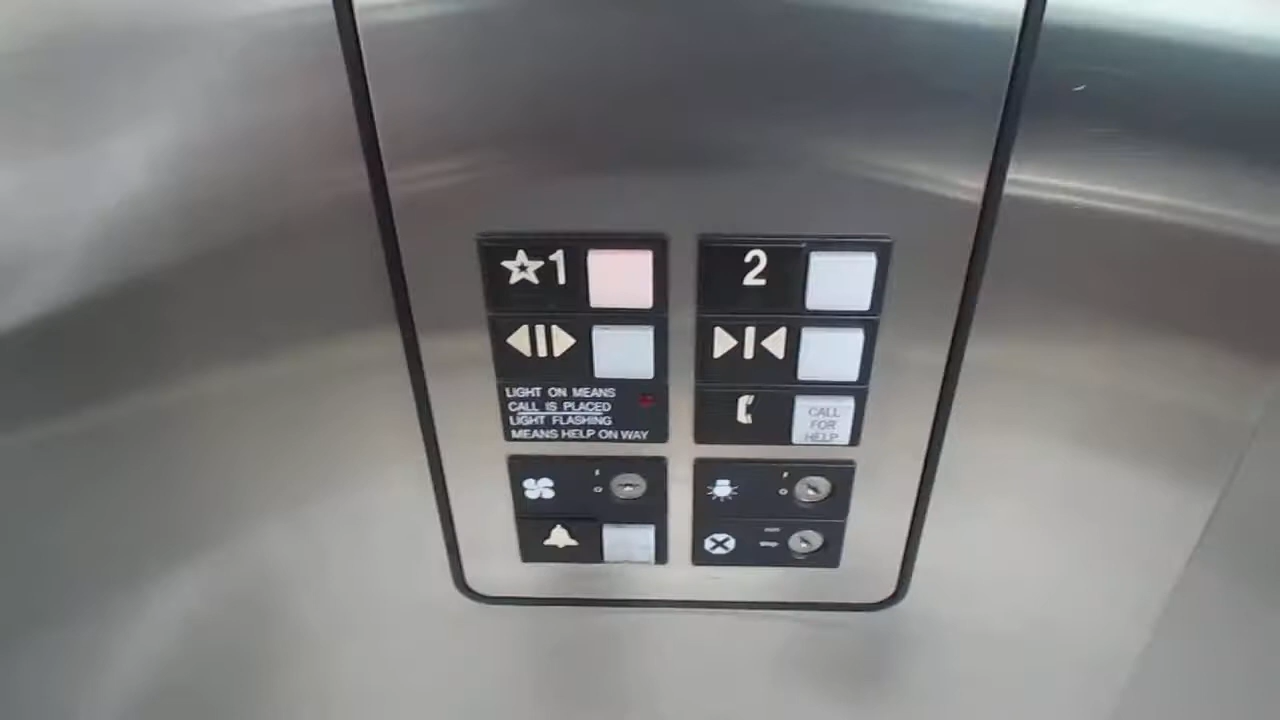 ☆1
2
LIGHT ON MEANS
CALL IS PLACED
LIGHT FLASHING
MEANS HELP ON WAY
CALL
FOR
HELP